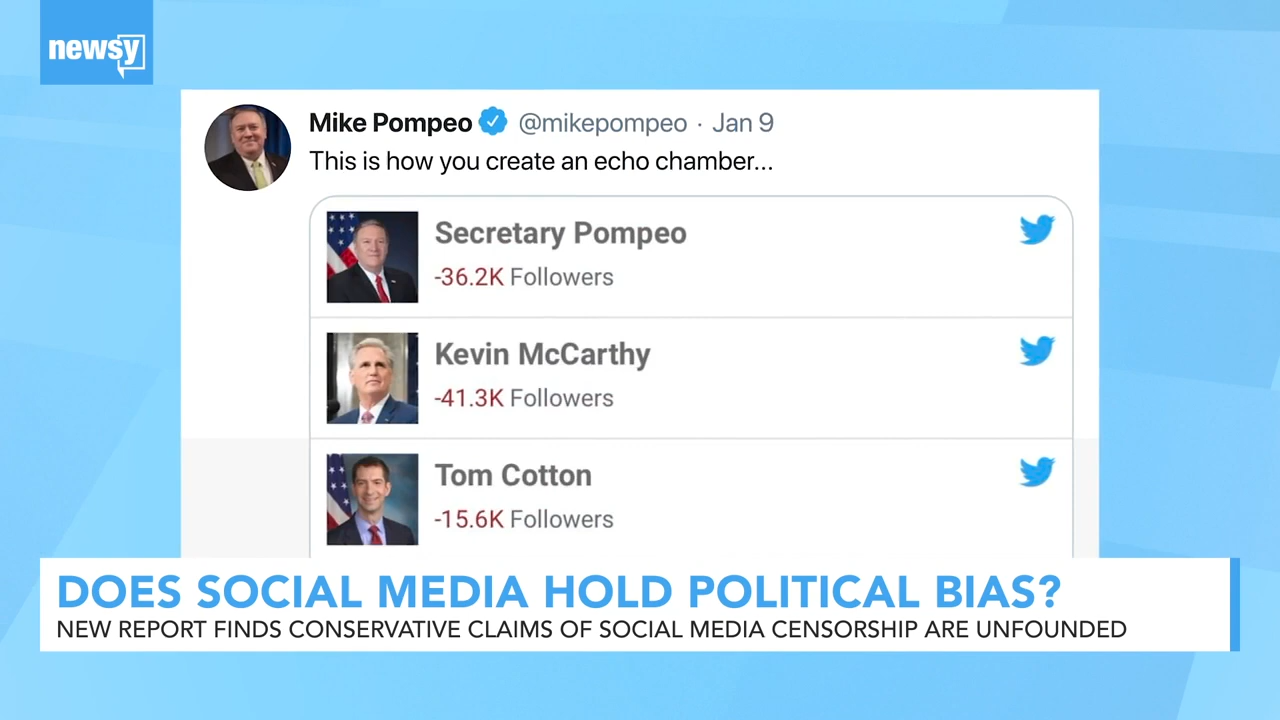 newsy
Mike Pompeo @mikepompeo · Jan 9
This is how you create an echo chamber...
Secretary Pompeo
-36.2K Followers
Kevin McCarthy
-41.3K Followers
Tom Cotton
-15.6K Followers
DOES SOCIAL MEDIA HOLD POLITICAL BIAS?
NEW REPORT FINDS CONSERVATIVE CLAIMS OF SOCIAL MEDIA CENSORSHIP ARE UNFOUNDED